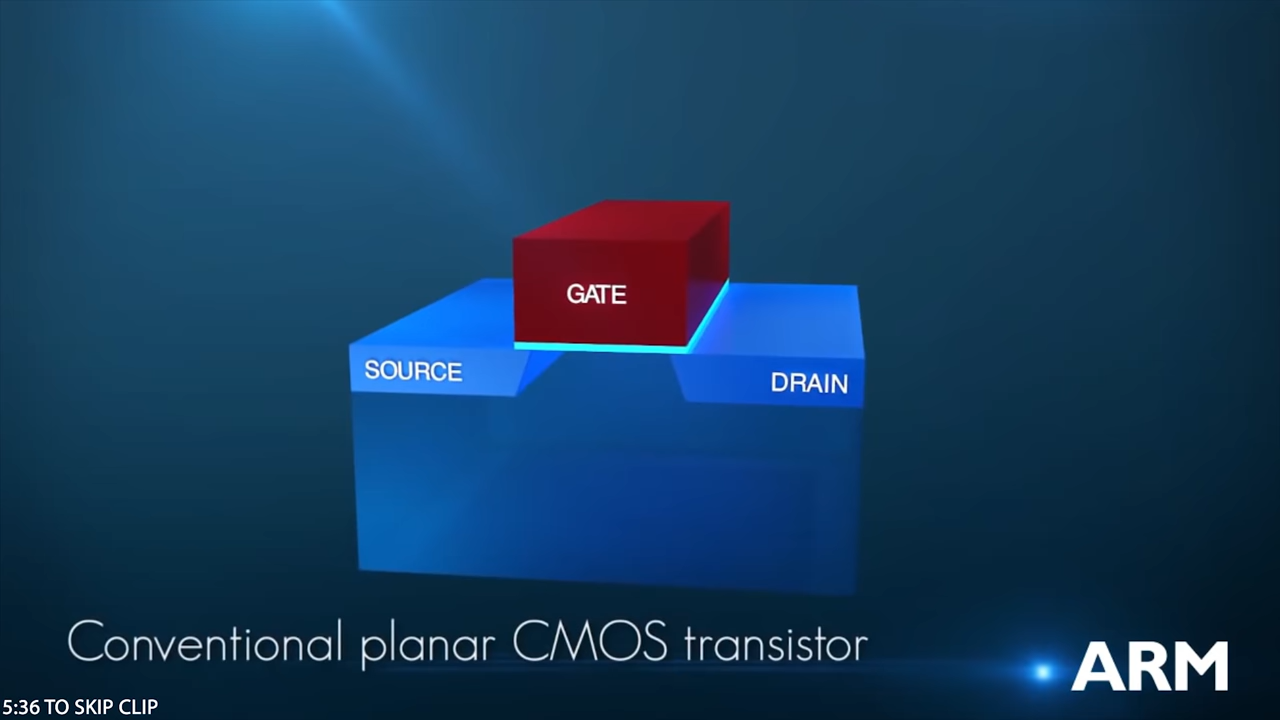 GATE
SOURCE
DRAIN
Conventional planar CMOS transistor
ARM
5:36 TO SKIP CLIP